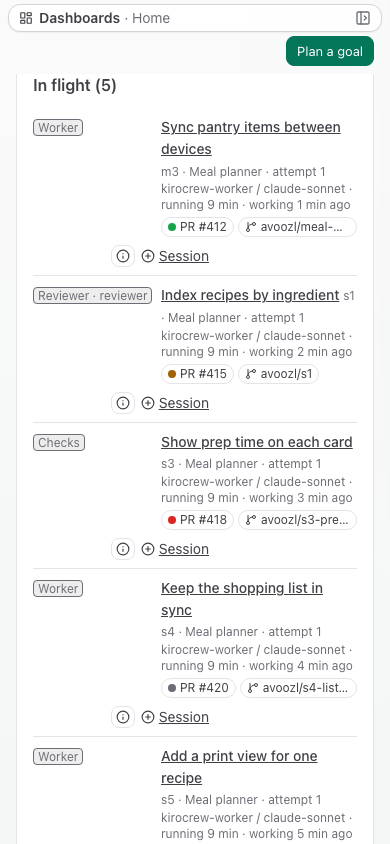 Dashboards · Home
Plan a goal
In flight (5)
Worker
Sync pantry items between
devices
m3 · Meal planner · attempt 1
kirocrew-worker / claude-sonnet ·
running 9 min · working 1 min ago
PR #412
avoozl/meal-...
Session
Reviewer · reviewer
Index recipes by ingredient s1
· Meal planner · attempt 1
kirocrew-worker / claude-sonnet ·
running 9 min · working 2 min ago
PR #415
avoozl/s1
Session
Checks
Show prep time on each card
s3 · Meal planner · attempt 1
kirocrew-worker / claude-sonnet ·
running 9 min · working 3 min ago
PR #418
avoozl/s3-pre...
Session
Worker
Keep the shopping list in
sync
s4 · Meal planner · attempt 1
kirocrew-worker / claude-sonnet ·
running 9 min · working 4 min ago
PR #420
avoozl/s4-list...
Session
Worker
Add a print view for one
recipe
s5 · Meal planner · attempt 1
kirocrew-worker / claude-sonnet ·
running 9 min · working 5 min ago